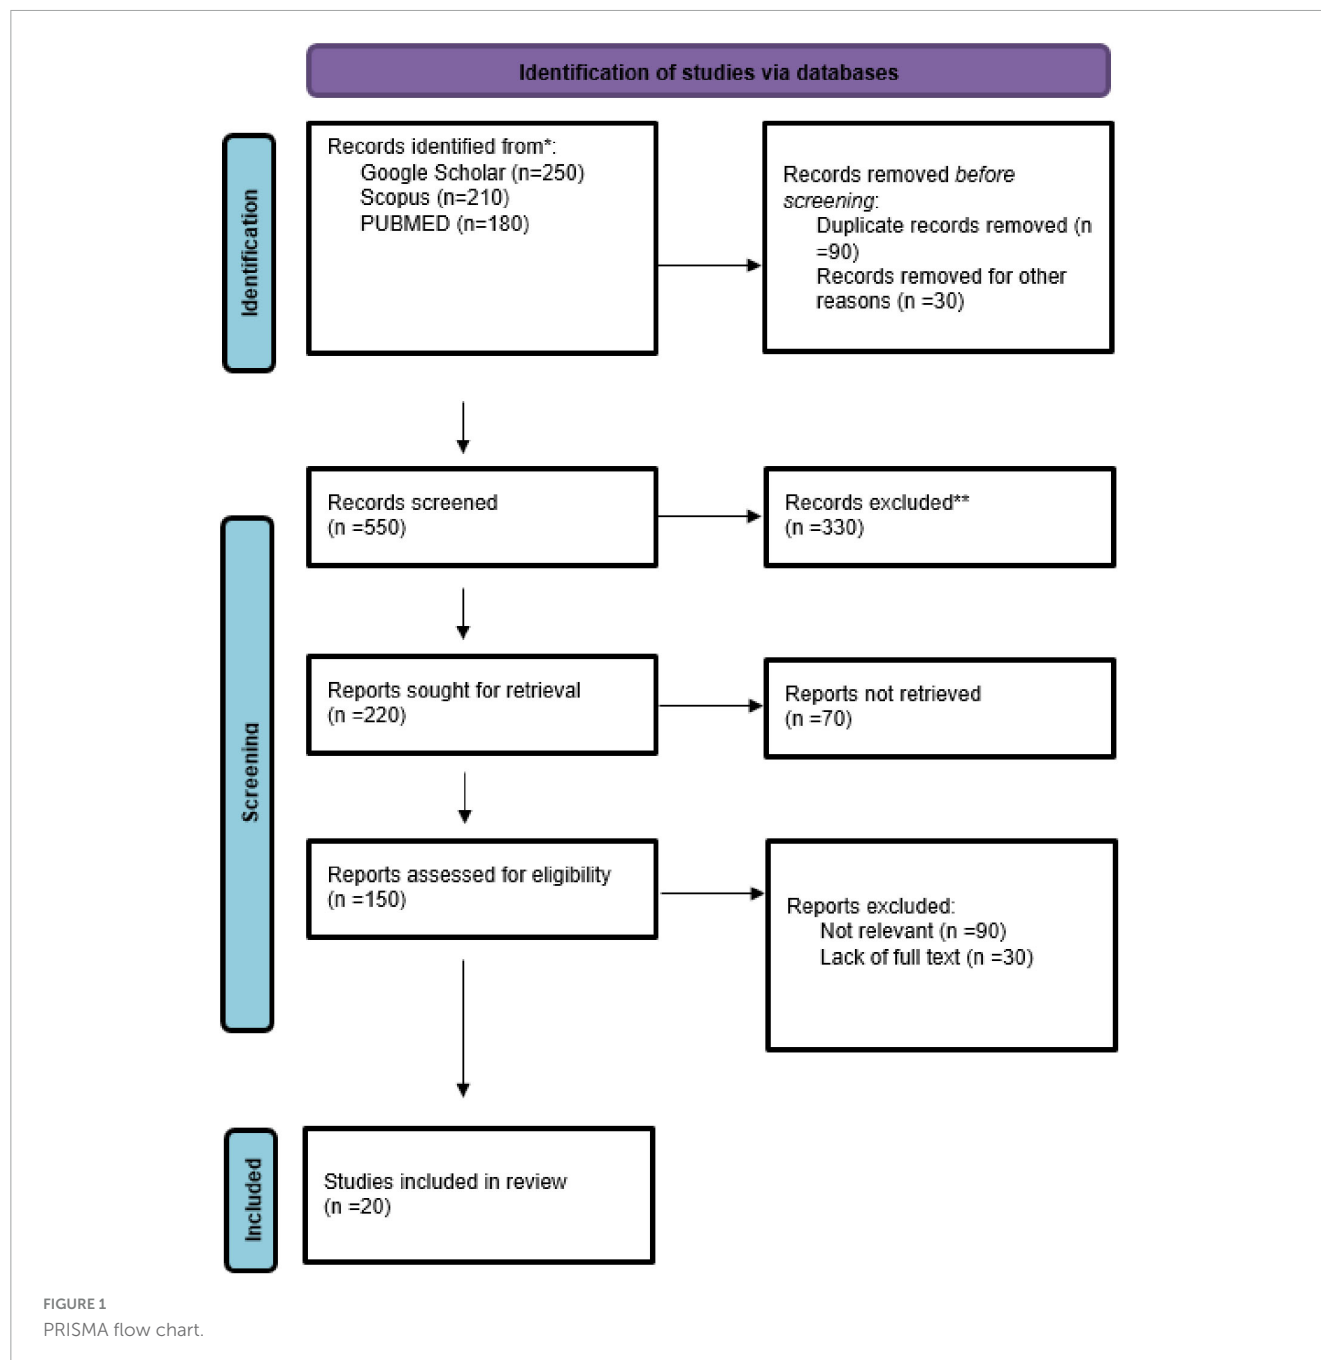 Identification of studies via databases
Identification
Records identified from*:
Google Scholar (n=250)
Scopus (n=210)
PUBMED (n=180)
Records removed before
screening:
Duplicate records removed (n
=90)
Records removed for other
reasons (n =30)
Screening
Records screened
(n =550)
Records excluded**
(n =330)
Reports sought for retrieval
(n =220)
Reports not retrieved
(n =70)
Reports assessed for eligibility
(n =150)
Reports excluded:
Not relevant (n =90)
Lack of full text (n =30)
Included
Studies included in review
(n =20)
FIGURE 1
PRISMA flow chart.